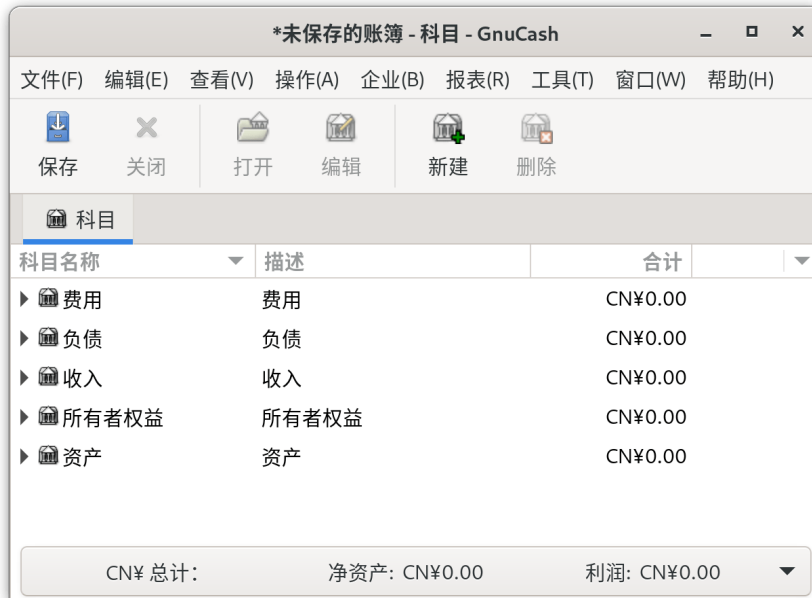 *未保存的账簿 - 科目 - GnuCash
文件(F) 编辑(E) 查看(V) 操作(A) 企业(B) 报表(R) 工具(T) 窗口(W) 帮助(H)
保存 关闭 打开 编辑 新建 删除
科目
科目名称 描述 合计
费用 费用 CN¥0.00
负债 负债 CN¥0.00
收入 收入 CN¥0.00
所有者权益 所有者权益 CN¥0.00
资产 资产 CN¥0.00
CN¥ 总计: 净资产: CN¥0.00 利润: CN¥0.00